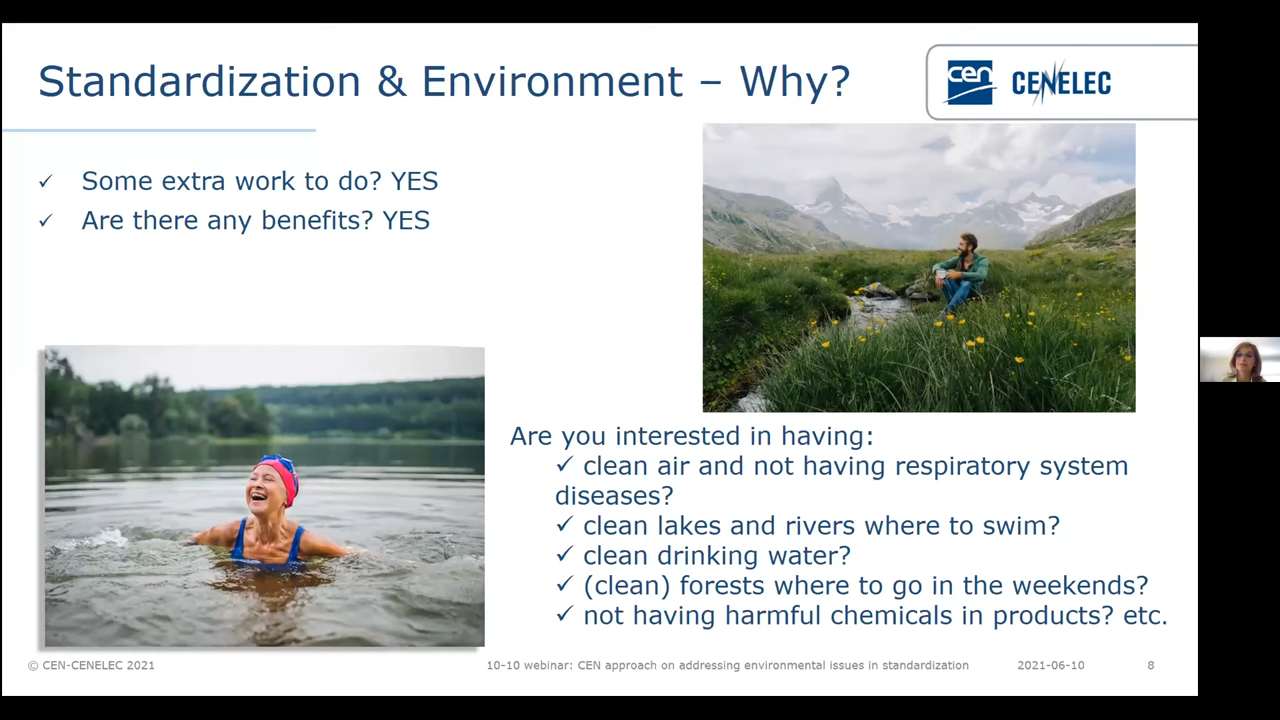 Standardization & Environment – Why?
cen
CENELEC
✓ Some extra work to do? YES
✓ Are there any benefits? YES
Are you interested in having:
✓ clean air and not having respiratory system
diseases?
✓ clean lakes and rivers where to swim?
✓ clean drinking water?
✓ (clean) forests where to go in the weekends?
✓ not having harmful chemicals in products? etc.
© CEN-CENELEC 2021
10-10 webinar: CEN approach on addressing environmental issues in standardization
2021-06-10
8